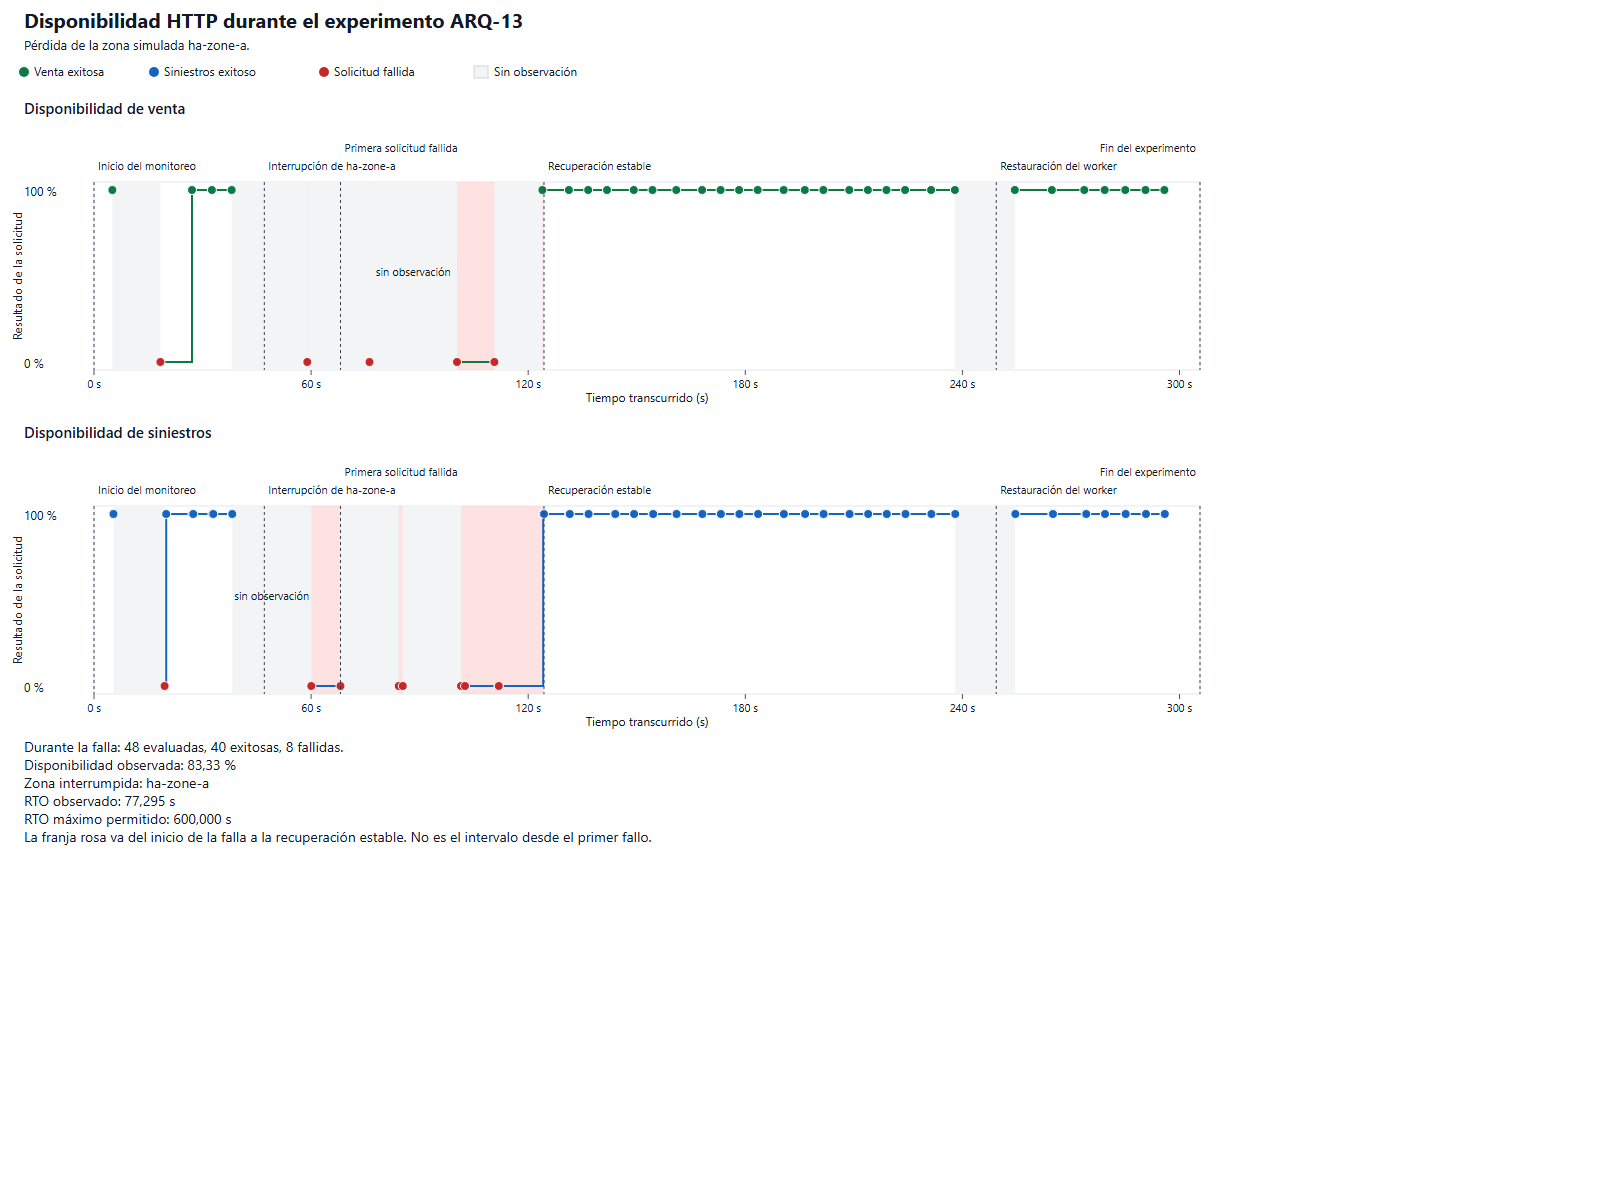 Disponibilidad HTTP durante el experimento ARQ-13
Pérdida de la zona simulada ha-zone-a.
Venta exitosa
Siniestros exitoso
Solicitud fallida
Sin observación
Disponibilidad de venta
Primera solicitud fallida
Fin del experimento
Inicio del monitoreo
Interrupción de ha-zone-a
Recuperación estable
Restauración del worker
100 %
Resultado de la solicitud
sin observación
0 %
0 s
60 s
120 s
180 s
240 s
300 s
Tiempo transcurrido (s)
Disponibilidad de siniestros
Primera solicitud fallida
Fin del experimento
Inicio del monitoreo
Interrupción de ha-zone-a
Recuperación estable
Restauración del worker
100 %
Resultado de la solicitud
sin observación
0 %
0 s
60 s
120 s
180 s
240 s
300 s
Tiempo transcurrido (s)
Durante la falla: 48 evaluadas, 40 exitosas, 8 fallidas.
Disponibilidad observada: 83,33 %
Zona interrumpida: ha-zone-a
RTO observado: 77,295 s
RTO máximo permitido: 600,000 s
La franja rosa va del inicio de la falla a la recuperación estable. No es el intervalo desde el primer fallo.